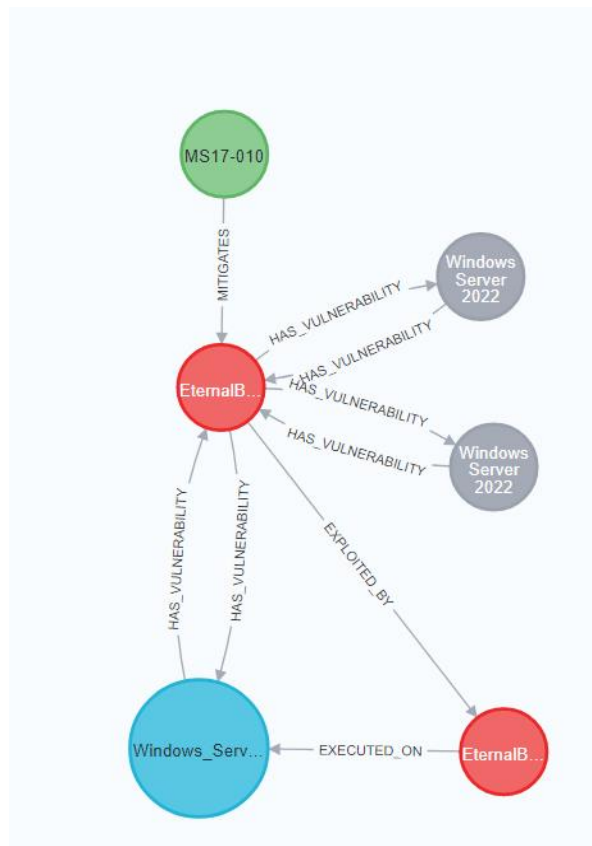 MS17-010
MITIGATES
Windows
Server
2022
HAS_VULNERABILITY
HAS_VULNERABILITY
EternalB...
HAS_VULNERABILITY
HAS_VULNERABILITY
Windows
Server
2022
HAS_VULNERABILITY
HAS_VULNERABILITY
EXPLOITED_BY
Windows_Serv...
EXECUTED_ON
EternalB...